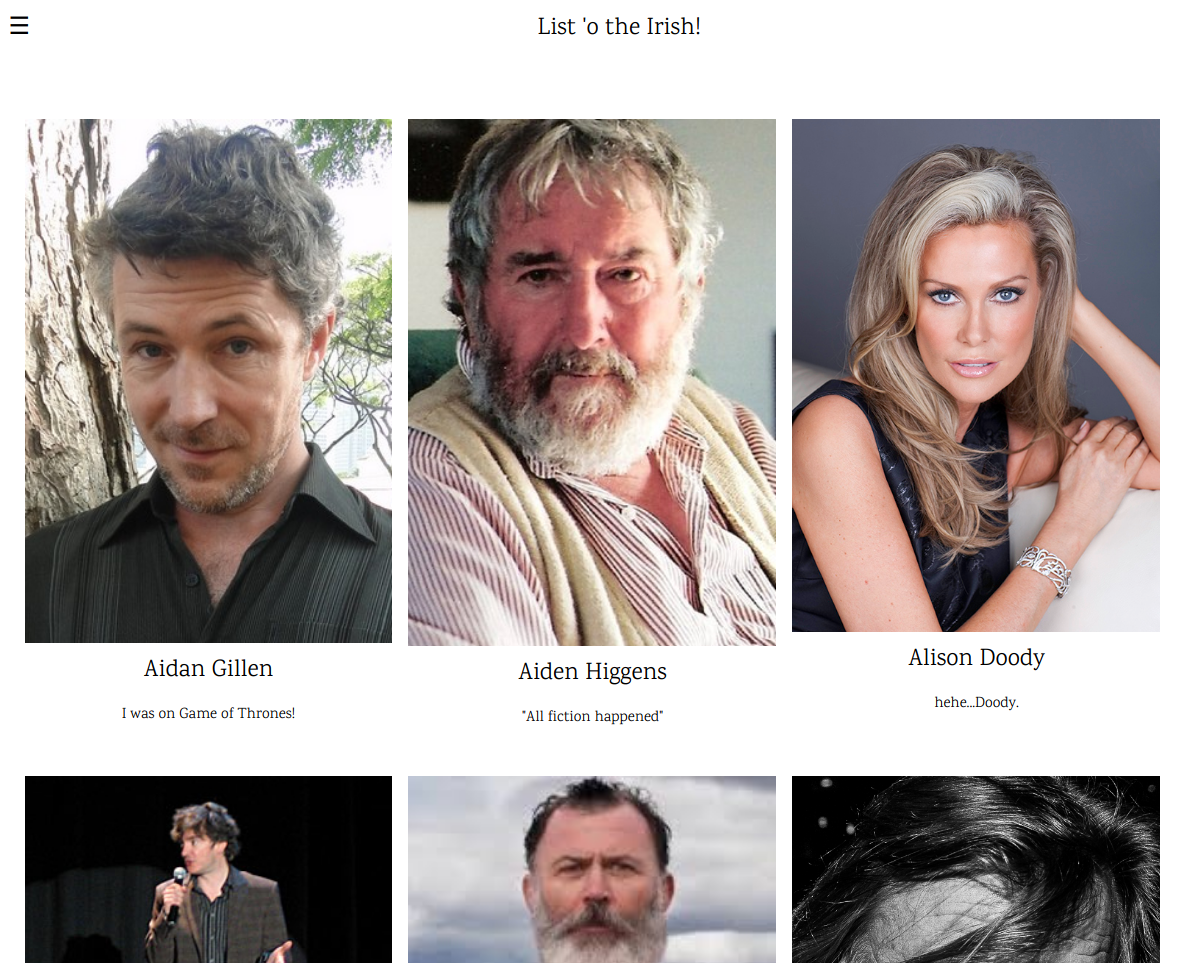 List 'o the Irish!
Aidan Gillen
I was on Game of Thrones!
Aiden Higgens
"All fiction happened"
Alison Doody
hehe...Doody.